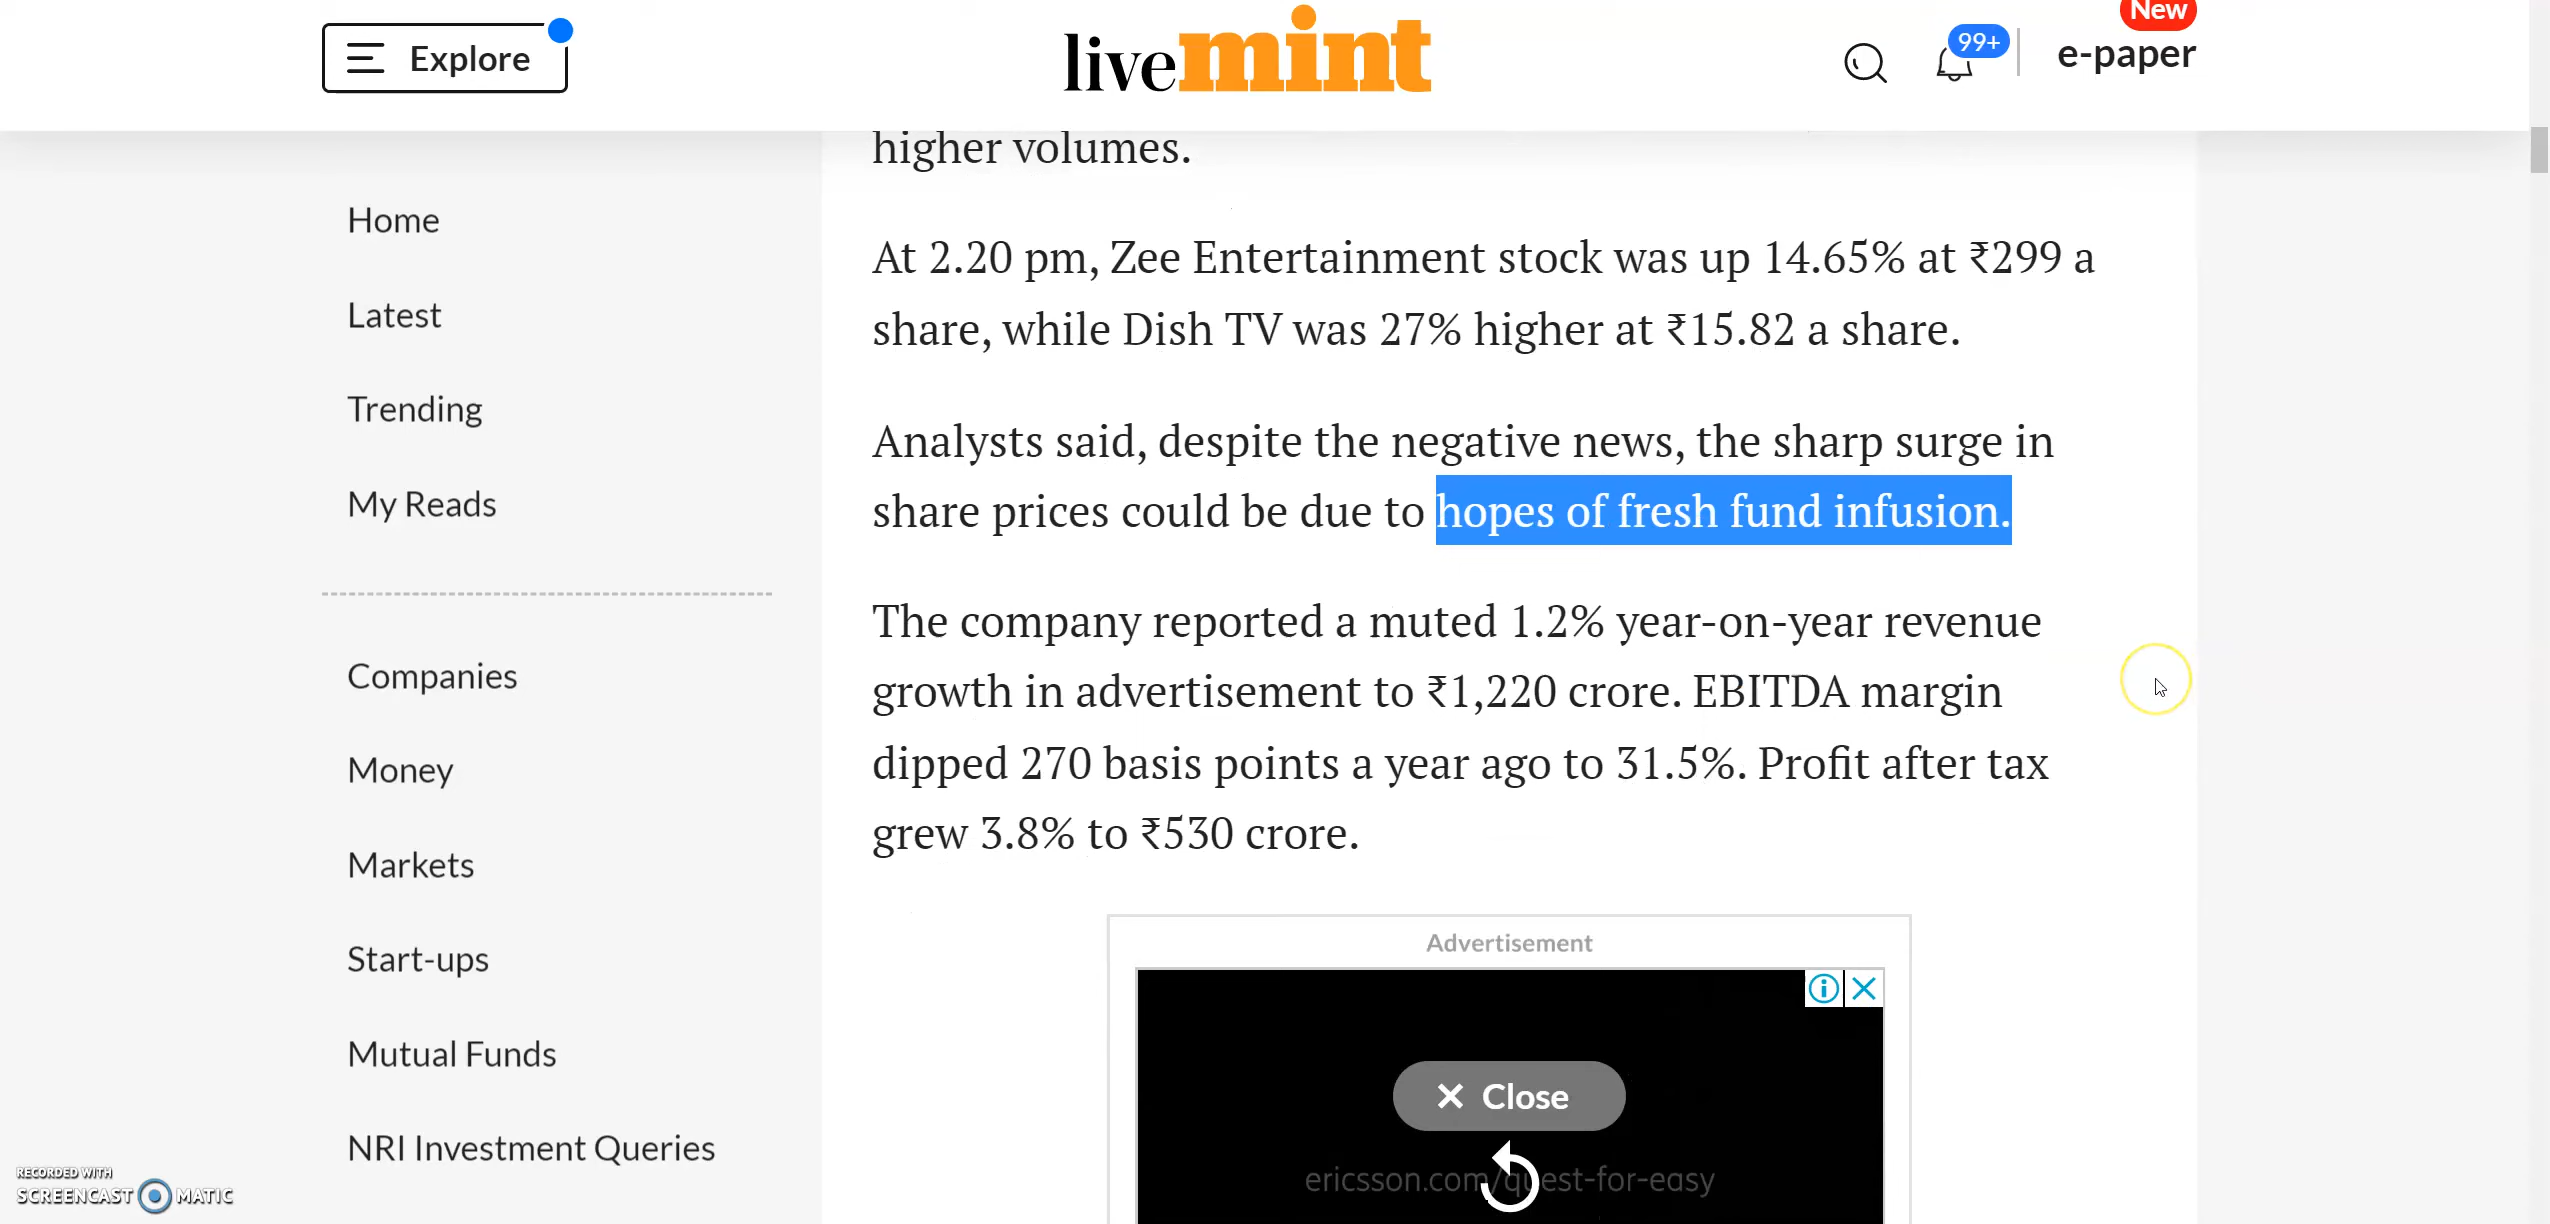 Explore
livemint
99+
New
e-paper
Home
Latest
Trending
My Reads
Companies
Money
Markets
Start-ups
Mutual Funds
NRI Investment Queries
higher volumes.
At 2.20 pm, Zee Entertainment stock was up 14.65% at ₹299 a
share, while Dish TV was 27% higher at ₹15.82 a share.
Analysts said, despite the negative news, the sharp surge in
share prices could be due to hopes of fresh fund infusion.
The company reported a muted 1.2% year-on-year revenue
growth in advertisement to ₹1,220 crore. EBITDA margin
dipped 270 basis points a year ago to 31.5%. Profit after tax
grew 3.8% to ₹530 crore.
Advertisement
Close
ericsson.com/quest-for-easy
RECORDED WITH
SCREENCAST MATIC